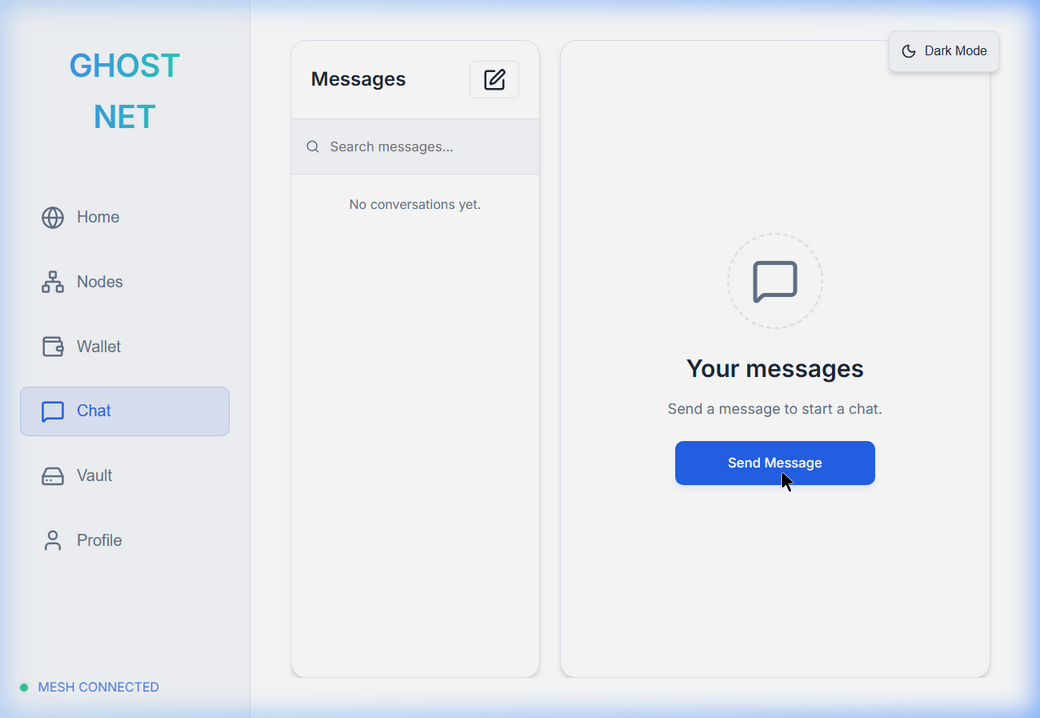 GHOST
NET
Home
Nodes
Wallet
Chat
Vault
Profile
MESH CONNECTED
Messages
Search messages...
No conversations yet.
Dark Mode
Your messages
Send a message to start a chat.
Send Message